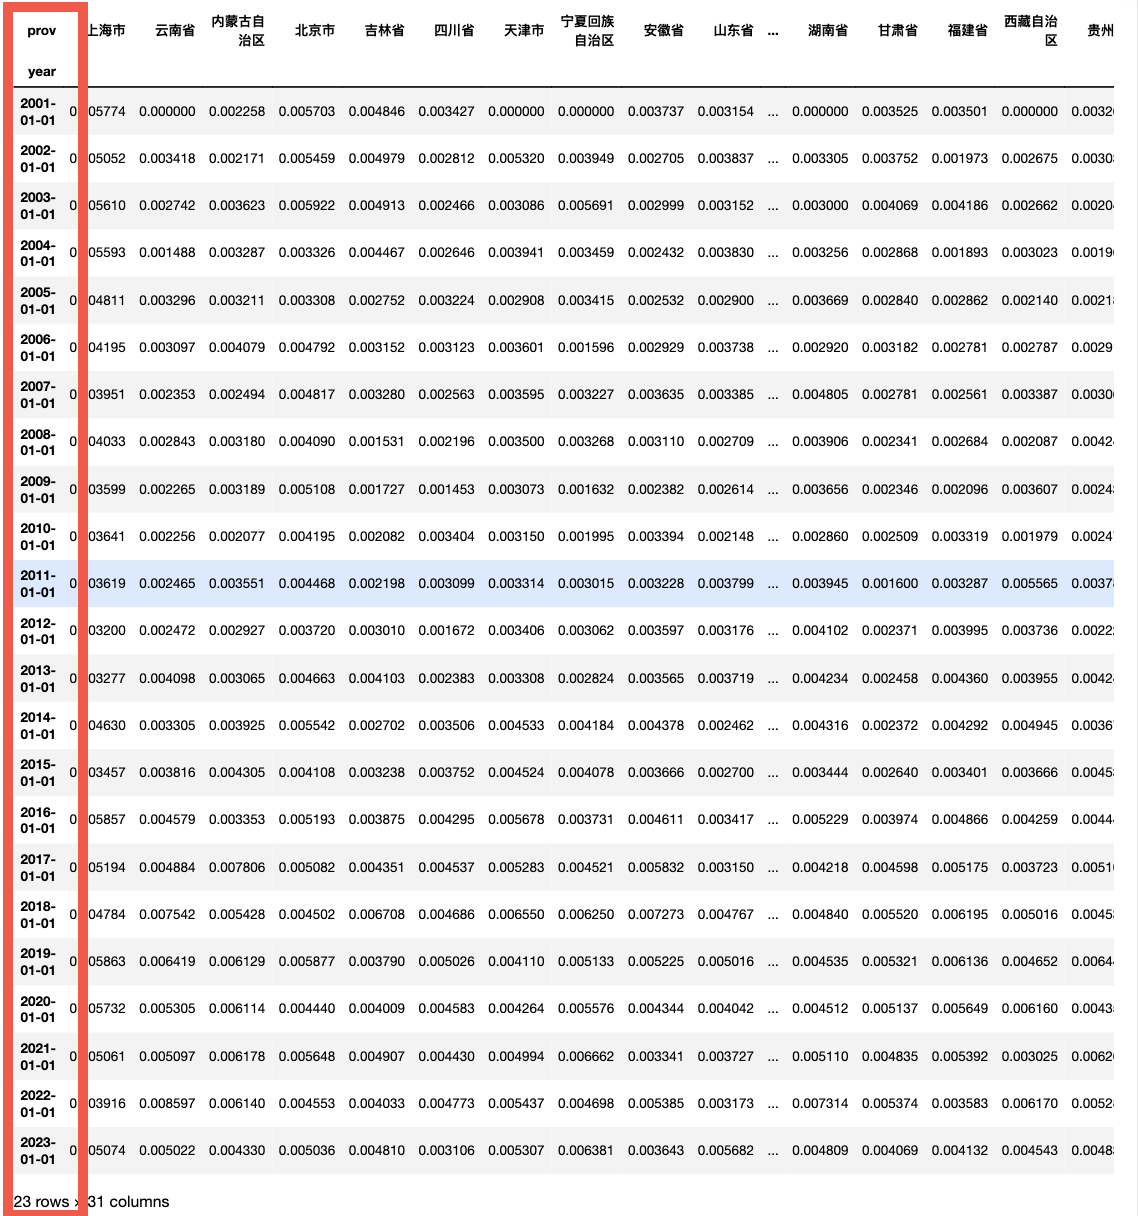 prov 上海市 云南省 内蒙古自治区 北京市 吉林省 四川省 天津市 宁夏回族自治区 安徽省 山东省 ... 湖南省 甘肃省 福建省 西藏自治区 贵州
year
2001-01-01 0 05774 0.000000 0.002258 0.005703 0.004846 0.003427 0.000000 0.000000 0.003737 0.003154 ... 0.000000 0.003525 0.003501 0.000000 0.0032
2002-01-01 0 05052 0.003418 0.002171 0.005459 0.004979 0.002812 0.005320 0.003949 0.002705 0.003837 ... 0.003305 0.003752 0.001973 0.002675 0.0030
2003-01-01 0 05610 0.002742 0.003623 0.005922 0.004913 0.002466 0.003086 0.005691 0.002999 0.003152 ... 0.003000 0.004069 0.004186 0.002662 0.0020
2004-01-01 0 05593 0.001488 0.003287 0.003326 0.004467 0.002646 0.003941 0.003459 0.002432 0.003830 ... 0.003256 0.002868 0.001893 0.003023 0.0019
2005-01-01 0 04811 0.003296 0.003211 0.003308 0.002752 0.003224 0.002908 0.003415 0.002532 0.002900 ... 0.003669 0.002840 0.002862 0.002140 0.0021
2006-01-01 0 04195 0.003097 0.004079 0.004792 0.003152 0.003123 0.003601 0.001596 0.002929 0.003738 ... 0.002920 0.003182 0.002781 0.002787 0.0029
2007-01-01 0 03951 0.002353 0.002494 0.004817 0.003280 0.002563 0.003595 0.003227 0.003635 0.003385 ... 0.004805 0.002781 0.002561 0.003387 0.0030
2008-01-01 0 04033 0.002843 0.003180 0.004090 0.001531 0.002196 0.003500 0.003268 0.003110 0.002709 ... 0.003906 0.002341 0.002684 0.002087 0.0042
2009-01-01 0 03599 0.002265 0.003189 0.005108 0.001727 0.001453 0.003073 0.001632 0.002382 0.002614 ... 0.003656 0.002346 0.002096 0.003607 0.0024
2010-01-01 0 03641 0.002256 0.002077 0.004195 0.002082 0.003404 0.003150 0.001995 0.003394 0.002148 ... 0.002860 0.002509 0.003319 0.001979 0.0024
2011-01-01 0 03619 0.002465 0.003551 0.004468 0.002198 0.003099 0.003314 0.003015 0.003228 0.003799 ... 0.003945 0.001600 0.003287 0.005565 0.0037
2012-01-01 0 03200 0.002472 0.002927 0.003720 0.003010 0.001672 0.003406 0.003062 0.003597 0.003176 ... 0.004102 0.002371 0.003995 0.003736 0.0022
2013-01-01 0 03277 0.004098 0.003065 0.004663 0.004103 0.002383 0.003308 0.002824 0.003565 0.003719 ... 0.004234 0.002458 0.004360 0.003955 0.0042
2014-01-01 0 04630 0.003305 0.003925 0.005542 0.002702 0.003506 0.004533 0.004184 0.004378 0.002462 ... 0.004316 0.002372 0.004292 0.004945 0.0036
2015-01-01 0 03457 0.003816 0.004305 0.004108 0.003238 0.003752 0.004524 0.004078 0.003666 0.002700 ... 0.003444 0.002640 0.003401 0.003666 0.0045
2016-01-01 0 05857 0.004579 0.003353 0.005193 0.003875 0.004295 0.005678 0.003731 0.004611 0.003417 ... 0.005229 0.003974 0.004866 0.004259 0.0044
2017-01-01 0 05194 0.004884 0.007806 0.005082 0.004351 0.004537 0.005283 0.004521 0.005832 0.003150 ... 0.004218 0.004598 0.005175 0.003723 0.0051
2018-01-01 0 04784 0.007542 0.005428 0.004502 0.006708 0.004686 0.006550 0.006250 0.007273 0.004767 ... 0.004840 0.005520 0.006195 0.005016 0.0045
2019-01-01 0 05863 0.006419 0.006129 0.005877 0.003790 0.005026 0.004110 0.005133 0.005225 0.005016 ... 0.004535 0.005321 0.006136 0.004652 0.0064
2020-01-01 0 05732 0.005305 0.006114 0.004440 0.004009 0.004583 0.004264 0.005576 0.004344 0.004042 ... 0.004512 0.005137 0.005649 0.006160 0.0043
2021-01-01 0 05061 0.005097 0.006178 0.005648 0.004907 0.004430 0.004994 0.006662 0.003341 0.003727 ... 0.005110 0.004835 0.005392 0.003025 0.0062
2022-01-01 0 03916 0.008597 0.006140 0.004553 0.004033 0.004773 0.005437 0.004698 0.005385 0.003173 ... 0.007314 0.005374 0.003583 0.006170 0.0052
2023-01-01 0 05074 0.005022 0.004330 0.005036 0.004810 0.003106 0.005307 0.006381 0.003643 0.005682 ... 0.004809 0.004069 0.004132 0.004543 0.0048
23 rows × 31 columns